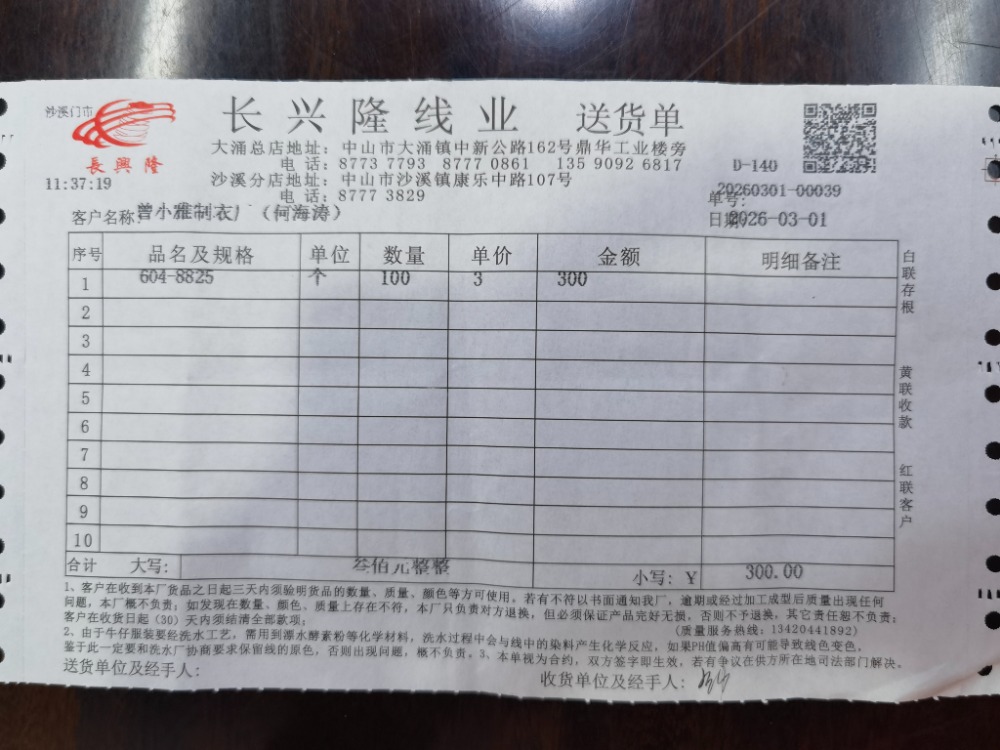 沙溪门市
長興隆
长兴隆线业 送货单
大涌总店地址：中山市大涌镇中新公路162号鼎华工业楼旁
电话：8773 7793 8777 0861 135 9092 6817
沙溪分店地址：中山市沙溪镇康乐中路107号
电话：8777 3829
11:37:19
D-140
单号：20260301-00039
客户名称：曾小雅制衣厂（何海涛）
日期：2026-03-01
序号 品名及规格 单位 数量 单价 金额 明细备注
1 604-8825 个 100 3 300
2
3
4
5
6
7
8
9
10
合计 大写： 叁佰元整整 小写：￥ 300.00
白联存根
黄联收款
红联客户
1、客户在收到本厂货品之日起三天内须验明货品的数量、质量、颜色等方可使用。若有不符以书面通知我厂，逾期或经过加工成型后质量出现任何
问题，本厂概不负责；如发现在数量、颜色、质量上存在不符，本厂只负责对方退换，但必须保证产品完好无损，否则不予退换，其它责任恕不负责；
客户在收货日起（30）天内须结清全部款项； （质量服务热线：13420441892）
2、由于牛仔服装要经洗水工艺，需用到漂水酵素粉等化学材料，洗水过程中会与线中的染料产生化学反应，如果PH值偏高有可能导致线色变色，
鉴于此一定要和洗水厂协商要求保留线的原色，否则出现问题，概不负责。3、本单视为合约，双方签字即生效，若有争议在供方所在地司法部门解决。
送货单位及经手人：
收货单位及经手人：